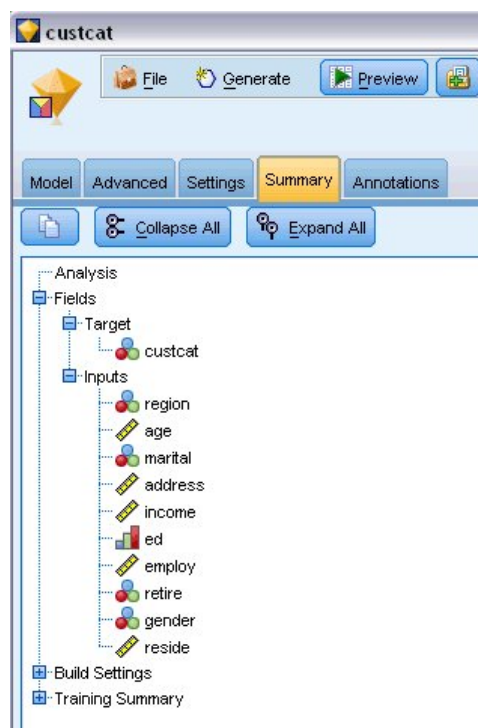 custcat
File Generate Preview
Model Advanced Settings Summary Annotations
Collapse All Expand All
Analysis
Fields
Target
custcat
Inputs
region
age
marital
address
income
ed
employ
retire
gender
reside
Build Settings
Training Summary